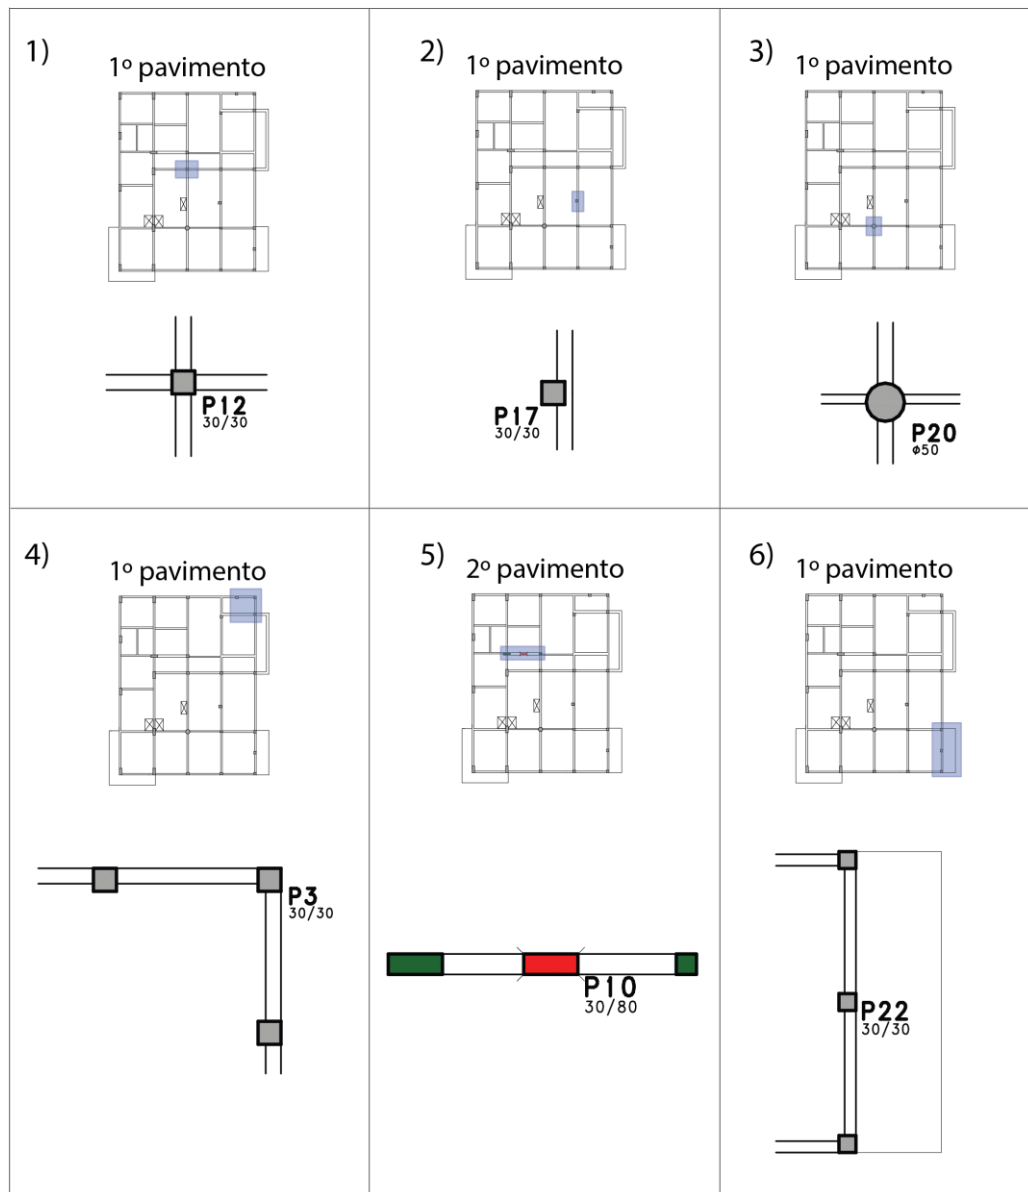 1)
1º pavimento
P12
30/30
2)
1º pavimento
P17
30/30
3)
1º pavimento
P20
ø50
4)
1º pavimento
P3
30/30
5)
2º pavimento
P10
30/80
6)
1º pavimento
P22
30/30